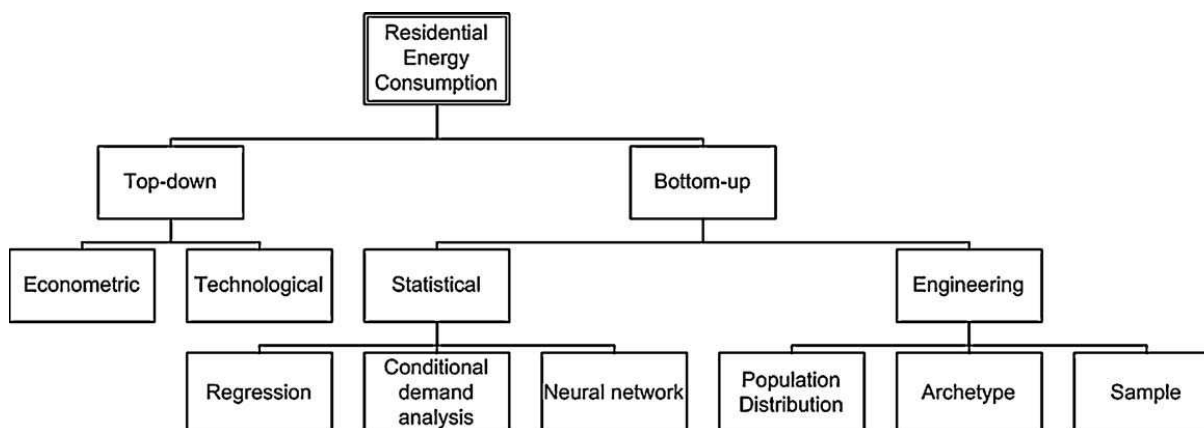 Residential
Energy
Consumption
Top-down
Bottom-up
Econometric
Technological
Statistical
Engineering
Regression
Conditional
demand
analysis
Neural network
Population
Distribution
Archetype
Sample